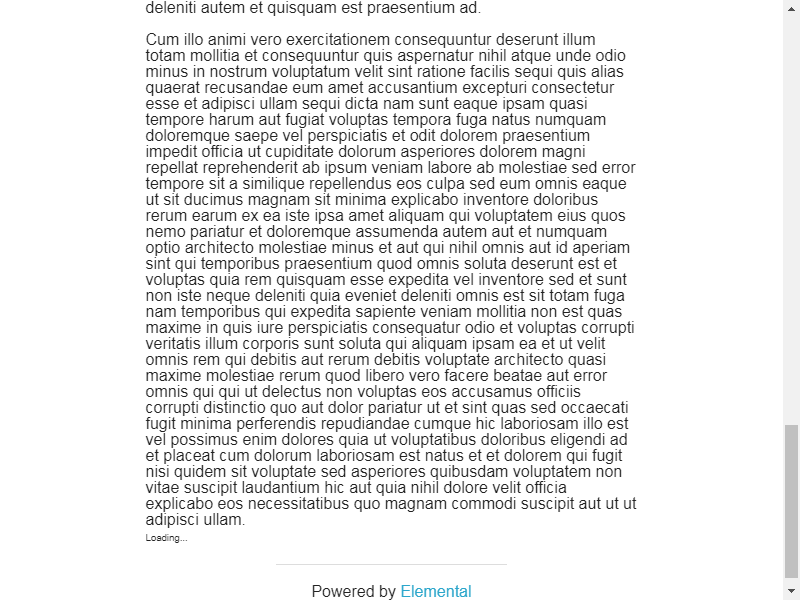 deleniti autem et quisquam est praesentium ad.
Cum illo animi vero exercitationem consequuntur deserunt illum
totam mollitia et consequuntur quis aspernatur nihil atque unde odio
minus in nostrum voluptatum velit sint ratione facilis sequi quis alias
quaerat recusandae eum amet accusantium excepturi consectetur
esse et adipisci ullam sequi dicta nam sunt eaque ipsam quasi
tempore harum aut fugiat voluptas tempora fuga natus numquam
doloremque saepe vel perspiciatis et odit dolorem praesentium
impedit officia ut cupiditate dolorum asperiores dolorem magni
repellat reprehenderit ab ipsum veniam labore ab molestiae sed error
tempore sit a similique repellendus eos culpa sed eum omnis eaque
ut sit ducimus magnam sit minima explicabo inventore doloribus
rerum earum ex ea iste ipsa amet aliquam qui voluptatem eius quos
nemo pariatur et doloremque assumenda autem aut et numquam
optio architecto molestiae minus et aut qui nihil omnis aut id aperiam
sint qui temporibus praesentium quod omnis soluta deserunt est et
voluptas quia rem quisquam esse expedita vel inventore sed et sunt
non iste neque deleniti quia eveniet deleniti omnis est sit totam fuga
nam temporibus qui expedita sapiente veniam mollitia non est quas
maxime in quis iure perspiciatis consequatur odio et voluptas corrupti
veritatis illum corporis sunt soluta qui aliquam ipsam ea et ut velit
omnis rem qui debitis aut rerum debitis voluptate architecto quasi
maxime molestiae rerum quod libero vero facere beatae aut error
omnis qui qui ut delectus non voluptas eos accusamus officiis
corrupti distinctio quo aut dolor pariatur ut et sint quas sed occaecati
fugit minima perferendis repudiandae cumque hic laboriosam illo est
vel possimus enim dolores quia ut voluptatibus doloribus eligendi ad
et placeat cum dolorum laboriosam est natus et et dolorem qui fugit
nisi quidem sit voluptate sed asperiores quibusdam voluptatem non
vitae suscipit laudantium hic aut quia nihil dolore velit officia
explicabo eos necessitatibus quo magnam commodi suscipit aut ut ut
adipisci ullam.
Loading...
Powered by Elemental